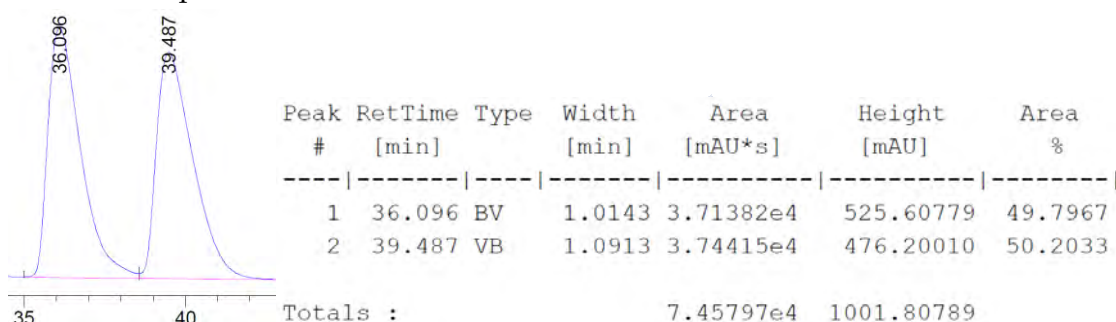 36.096
39.487
35
40
Peak RetTime Type Width Area Height Area
# [min] [min] [mAU*s] [mAU] %
----|-------|----|-------|----------|----------|--------|
1 36.096 BV 1.0143 3.71382e4 525.60779 49.7967
2 39.487 VB 1.0913 3.74415e4 476.20010 50.2033
Totals : 7.45797e4 1001.80789